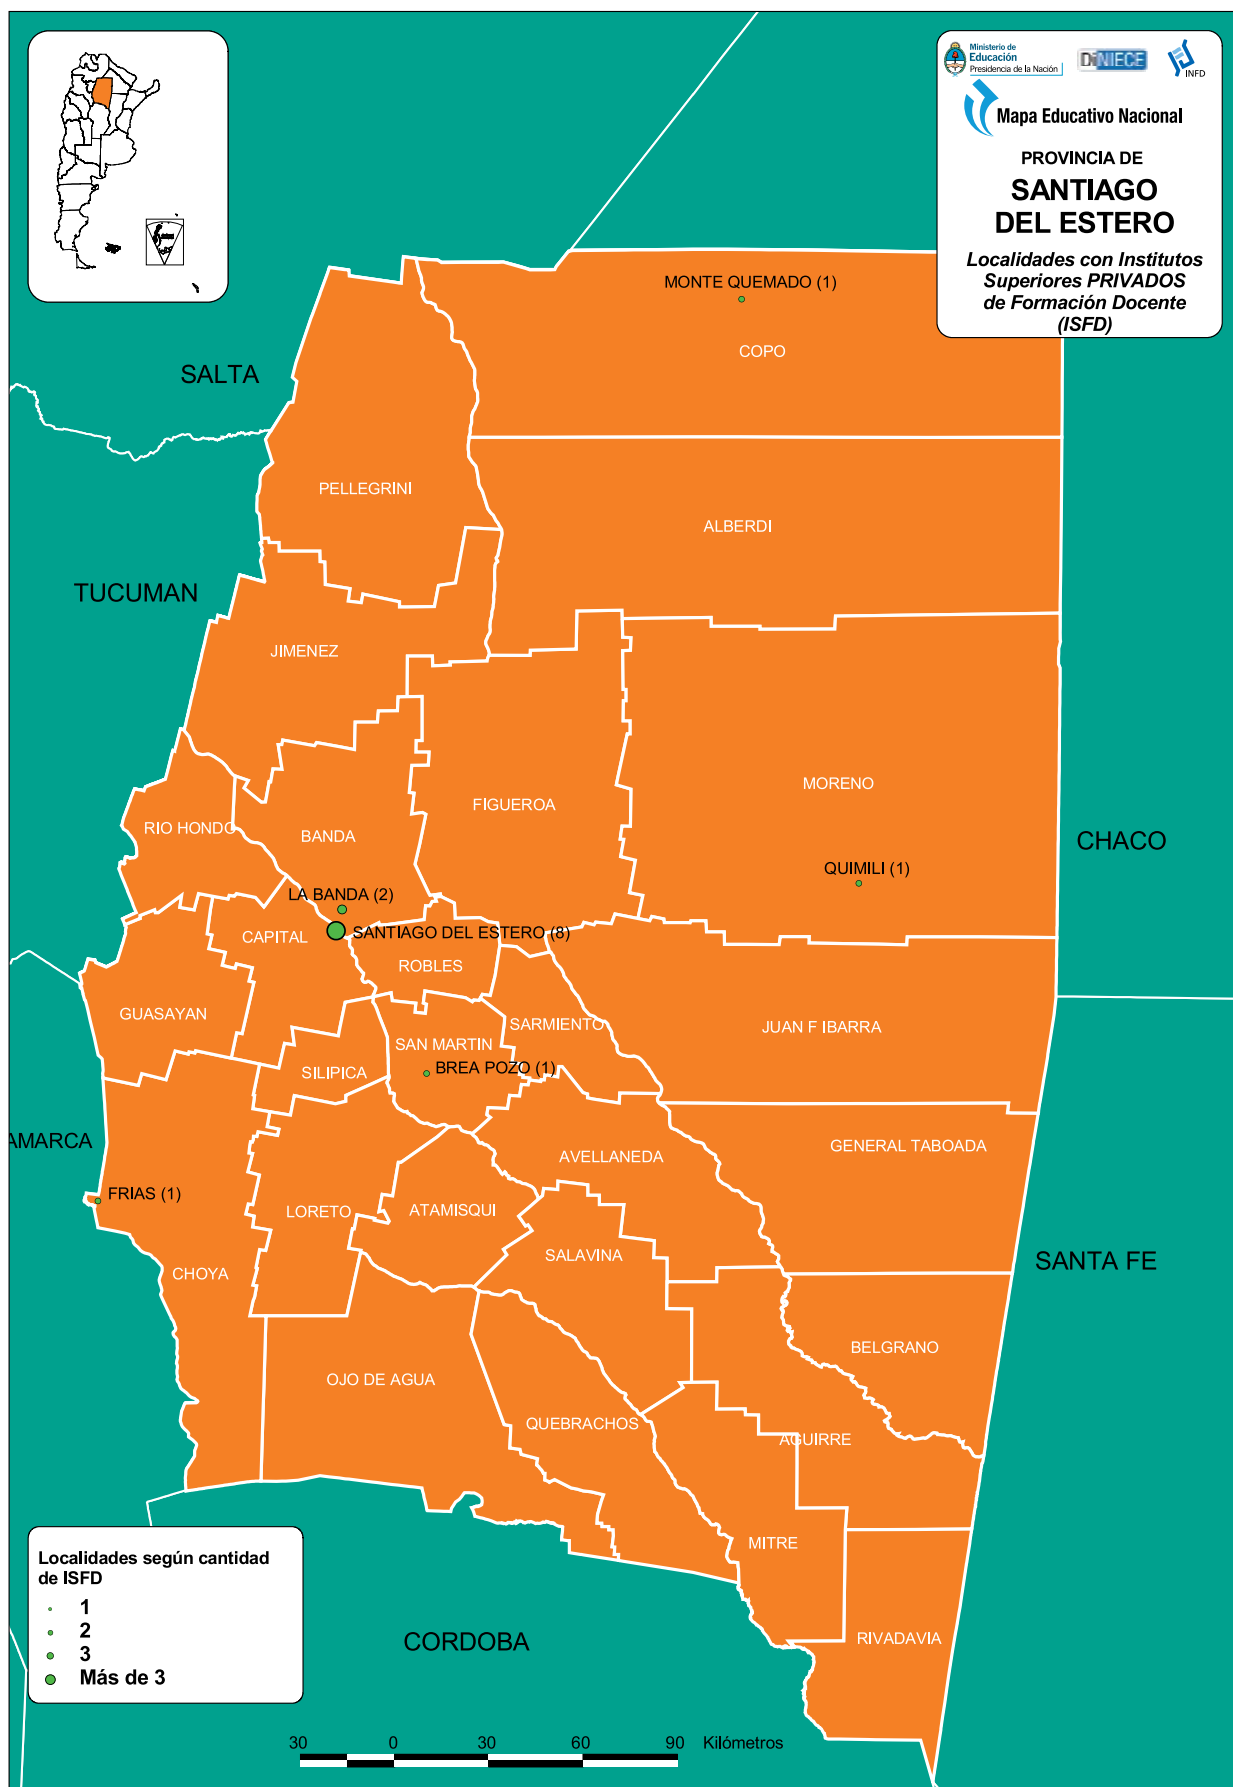 Ministerio de
Educación
Presidencia de la Nación
DiNIECE
INFD
Mapa Educativo Nacional
PROVINCIA DE
SANTIAGO
DEL ESTERO
Localidades con Institutos
Superiores PRIVADOS
de Formación Docente
(ISFD)
MONTE QUEMADO (1)
COPO
SALTA
PELLEGRINI
ALBERDI
TUCUMAN
JIMENEZ
MORENO
FIGUEROA
RIO HONDO
BANDA
CHACO
QUIMILI (1)
LA BANDA (2)
SANTIAGO DEL ESTERO (8)
CAPITAL
ROBLES
GUASAYAN
SARMIENTO
JUAN F IBARRA
SAN MARTIN
BREA POZO (1)
SILIPICA
AMARCA
GENERAL TABOADA
AVELLANEDA
FRIAS (1)
LORETO
ATAMISQUI
SALAVINA
SANTA FE
CHOYA
BELGRANO
OJO DE AGUA
QUEBRACHOS
AGUIRRE
MITRE
RIVADAVIA
CORDOBA
Localidades según cantidad
de ISFD
1
2
3
Más de 3
30 0 30 60 90 Kilómetros